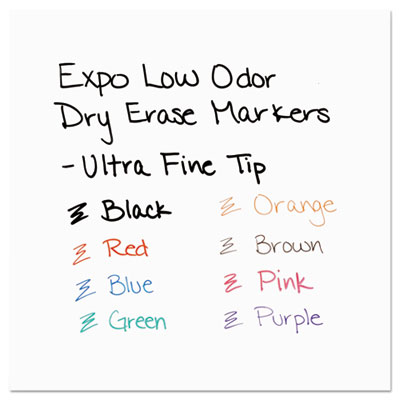 Expo Low Odor
Dry Erase Markers
- Ultra Fine Tip
Black
Red
Blue
Green
Orange
Brown
Pink
Purple